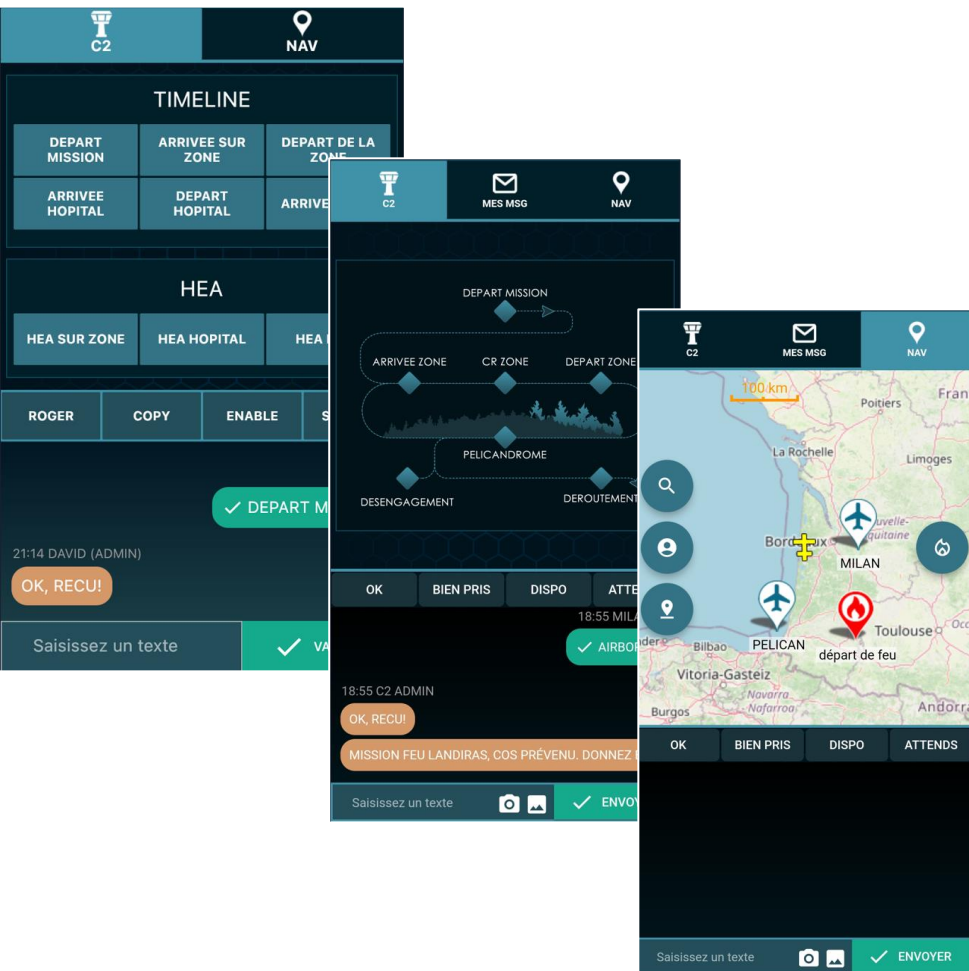 C2
NAV
TIMELINE
DEPART
MISSION
ARRIVEE SUR
ZONE
DEPART DE LA
ZONE
ARRIVEE
HOPITAL
DEPART
HOPITAL
ARRIVE
HEA
HEA SUR ZONE
HEA HOPITAL
HEA
ROGER
COPY
ENABLE
S
DEPART M
21:14 DAVID (ADMIN)
OK, RECU!
Saisissez un texte
VA
C2
MES MSG
NAV
DEPART MISSION
ARRIVEE ZONE
CR ZONE
DEPART ZONE
PELICANDROME
DESENGAGEMENT
DEROUTEMENT
OK
BIEN PRIS
DISPO
ATTE
18:55 MILA
AIRBO
18:55 C2 ADMIN
OK, RECU!
MISSION FEU LANDIRAS, COS PRÉVENU. DONNEZ
Saisissez un texte
ENVO
C2
MES MSG
NAV
100 km
Poitiers
Fran
La Rochelle
Limoges
Bordeaux
MILAN
PELICAN
départ de feu
Toulouse
Occ
Bilbao
Vitoria-Gasteiz
Navarra
- Nafarroa
Burgos
Andorra
OK
BIEN PRIS
DISPO
ATTENDS
Saisissez un texte
ENVOYER